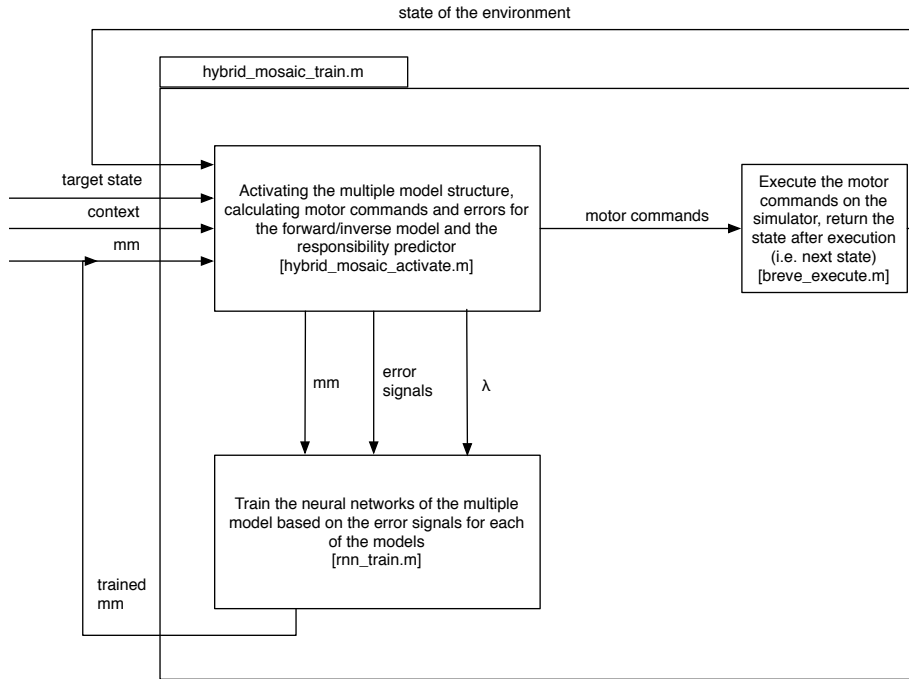 state of the environment
hybrid_mosaic_train.m
target state
context
mm
Activating the multiple model structure,
calculating motor commands and errors for
the forward/inverse model and the
responsibility predictor
[hybrid_mosaic_activate.m]
motor commands
Execute the motor
commands on the
simulator, return the
state after execution
(i.e. next state)
[breve_execute.m]
mm
error
signals
λ
Train the neural networks of the multiple
model based on the error signals for each
of the models
[rnn_train.m]
trained
mm